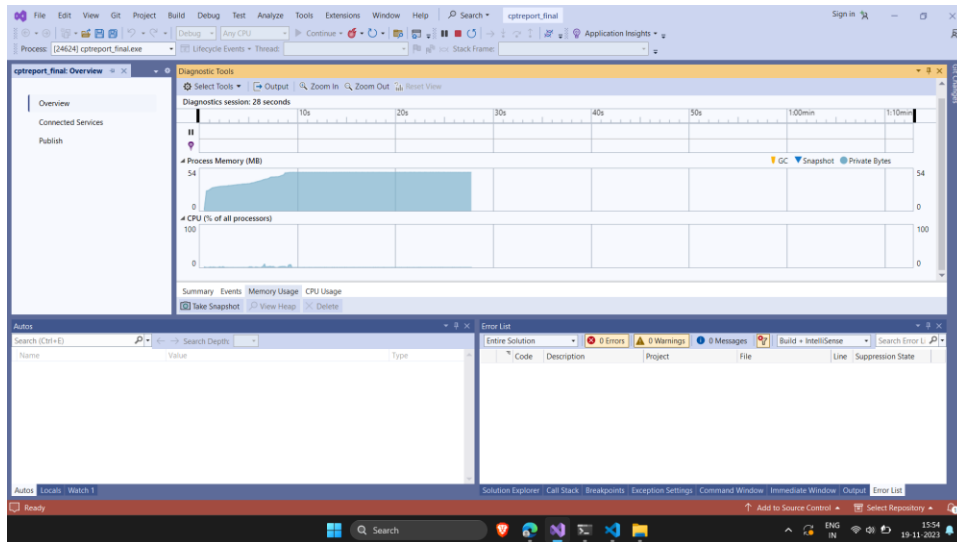 File Edit View Git Project Build Debug Test Analyze Tools Extensions Window Help Search cptreport_final Sign in
Debug Any CPU Continue Application Insights
Process: [24624] cptreport_final.exe Lifecycle Events Thread: Stack Frame:
cptreport_final: Overview
Overview
Connected Services
Publish
Diagnostic Tools
Select Tools Output Zoom In Zoom Out Reset View
Diagnostics session: 28 seconds
10s 20s 30s 40s 50s 1:00min 1:10min
Process Memory (MB) GC Snapshot Private Bytes
54 54
0 0
CPU (% of all processors)
100 100
0 0
Summary Events Memory Usage CPU Usage
Take Snapshot View Heap Delete
Git Changes
Autos
Search (Ctrl+E) Search Depth:
Name Value Type
Autos Locals Watch 1
Error List
Entire Solution 0 Errors 0 Warnings 0 Messages Build + IntelliSense Search Error Li
Code Description Project File Line Suppression State
Solution Explorer Call Stack Breakpoints Exception Settings Command Window Immediate Window Output Error List
Ready Add to Source Control Select Repository
Search
ENG
IN
15:54
19-11-2023